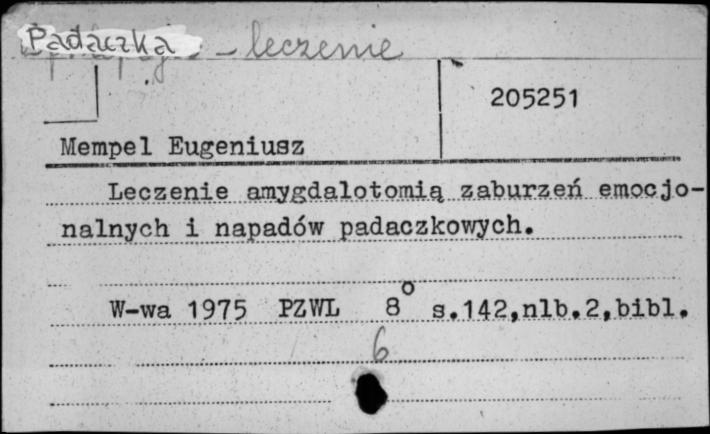 Padaczka - leczenie
205251
Mempel Eugeniusz
Leczenie amygdalotomią zaburzeń emocjo-
nalnych i napadów padaczkowych.
W-wa 1975 PZWL 8° s.142,nlb.2,bibl.
6